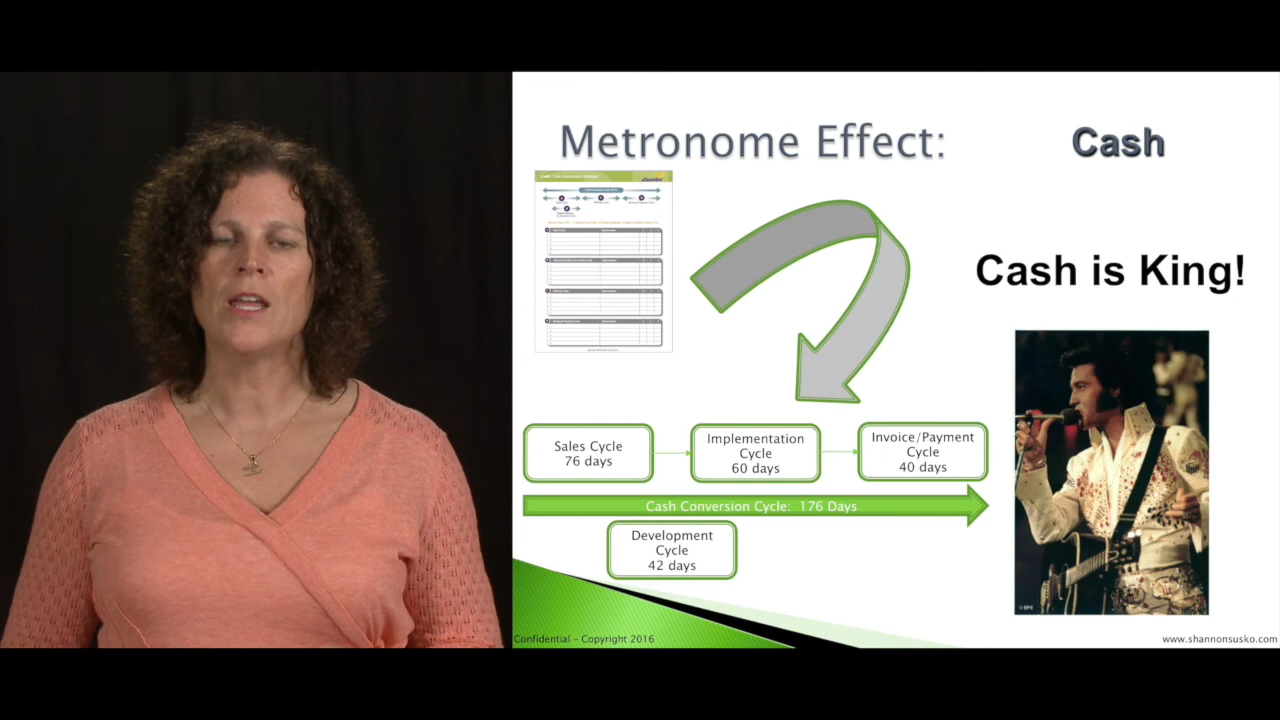 Metronome Effect:
Cash
Cash is King!
Sales Cycle
76 days
Implementation
Cycle
60 days
Invoice/Payment
Cycle
40 days
Cash Conversion Cycle: 176 Days
Development
Cycle
42 days
Confidential - Copyright 2016
www.shannonsusko.com